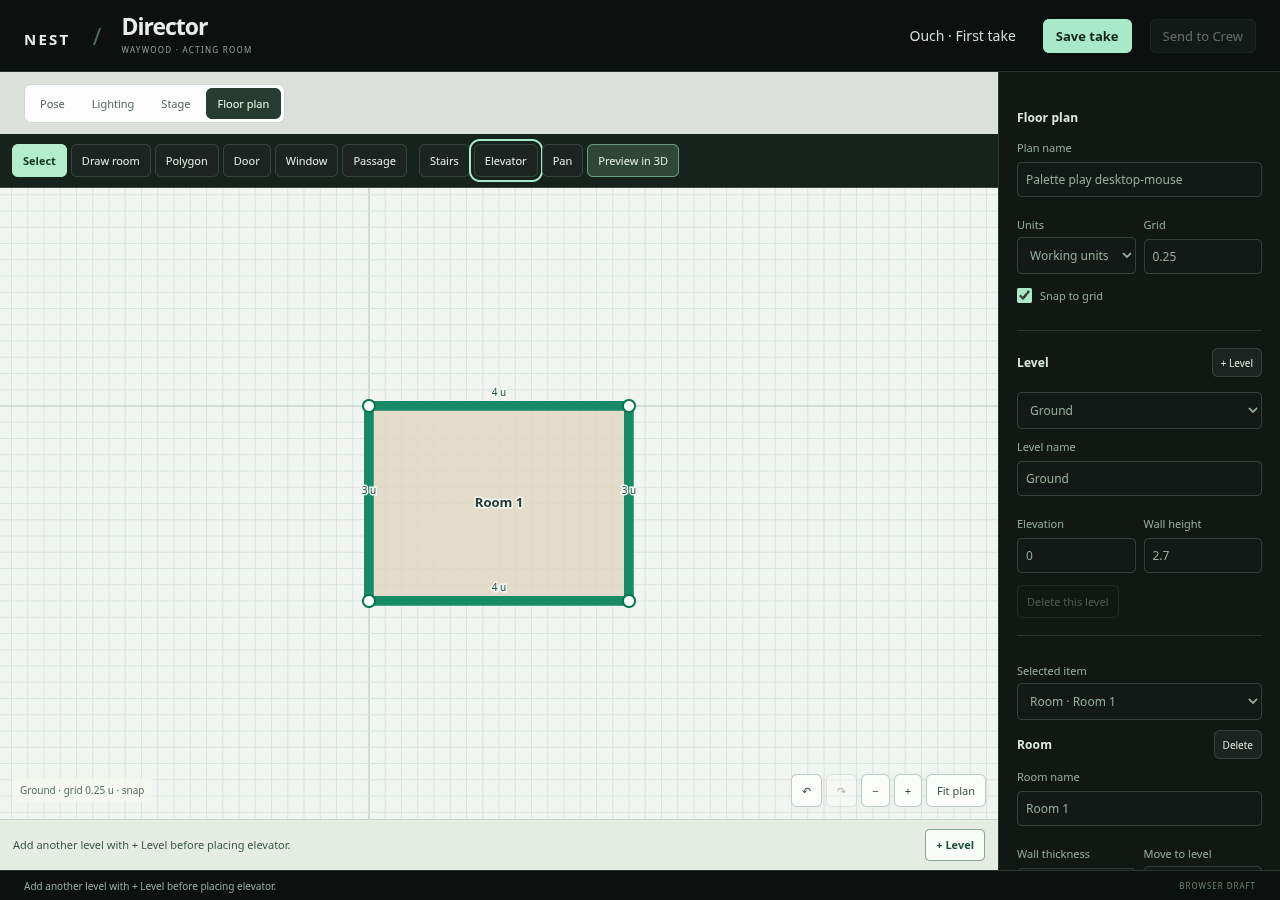 NEST / Director
WAYWOOD · ACTING ROOM
Ouch · First take
Save take
Send to Crew
Pose
Lighting
Stage
Floor plan
Select
Draw room
Polygon
Door
Window
Passage
Stairs
Elevator
Pan
Preview in 3D
4 u
3 u
3 u
Room 1
4 u
Ground · grid 0.25 u · snap
↶
↷
−
+
Fit plan
Add another level with + Level before placing elevator.
+ Level
Floor plan
Plan name
Palette play desktop-mouse
Units
Grid
Working units
0.25
Snap to grid
Level
+ Level
Ground
Level name
Ground
Elevation
Wall height
0
2.7
Delete this level
Selected item
Room · Room 1
Room
Delete
Room name
Room 1
Wall thickness
Move to level
Add another level with + Level before placing elevator.
BROWSER DRAFT